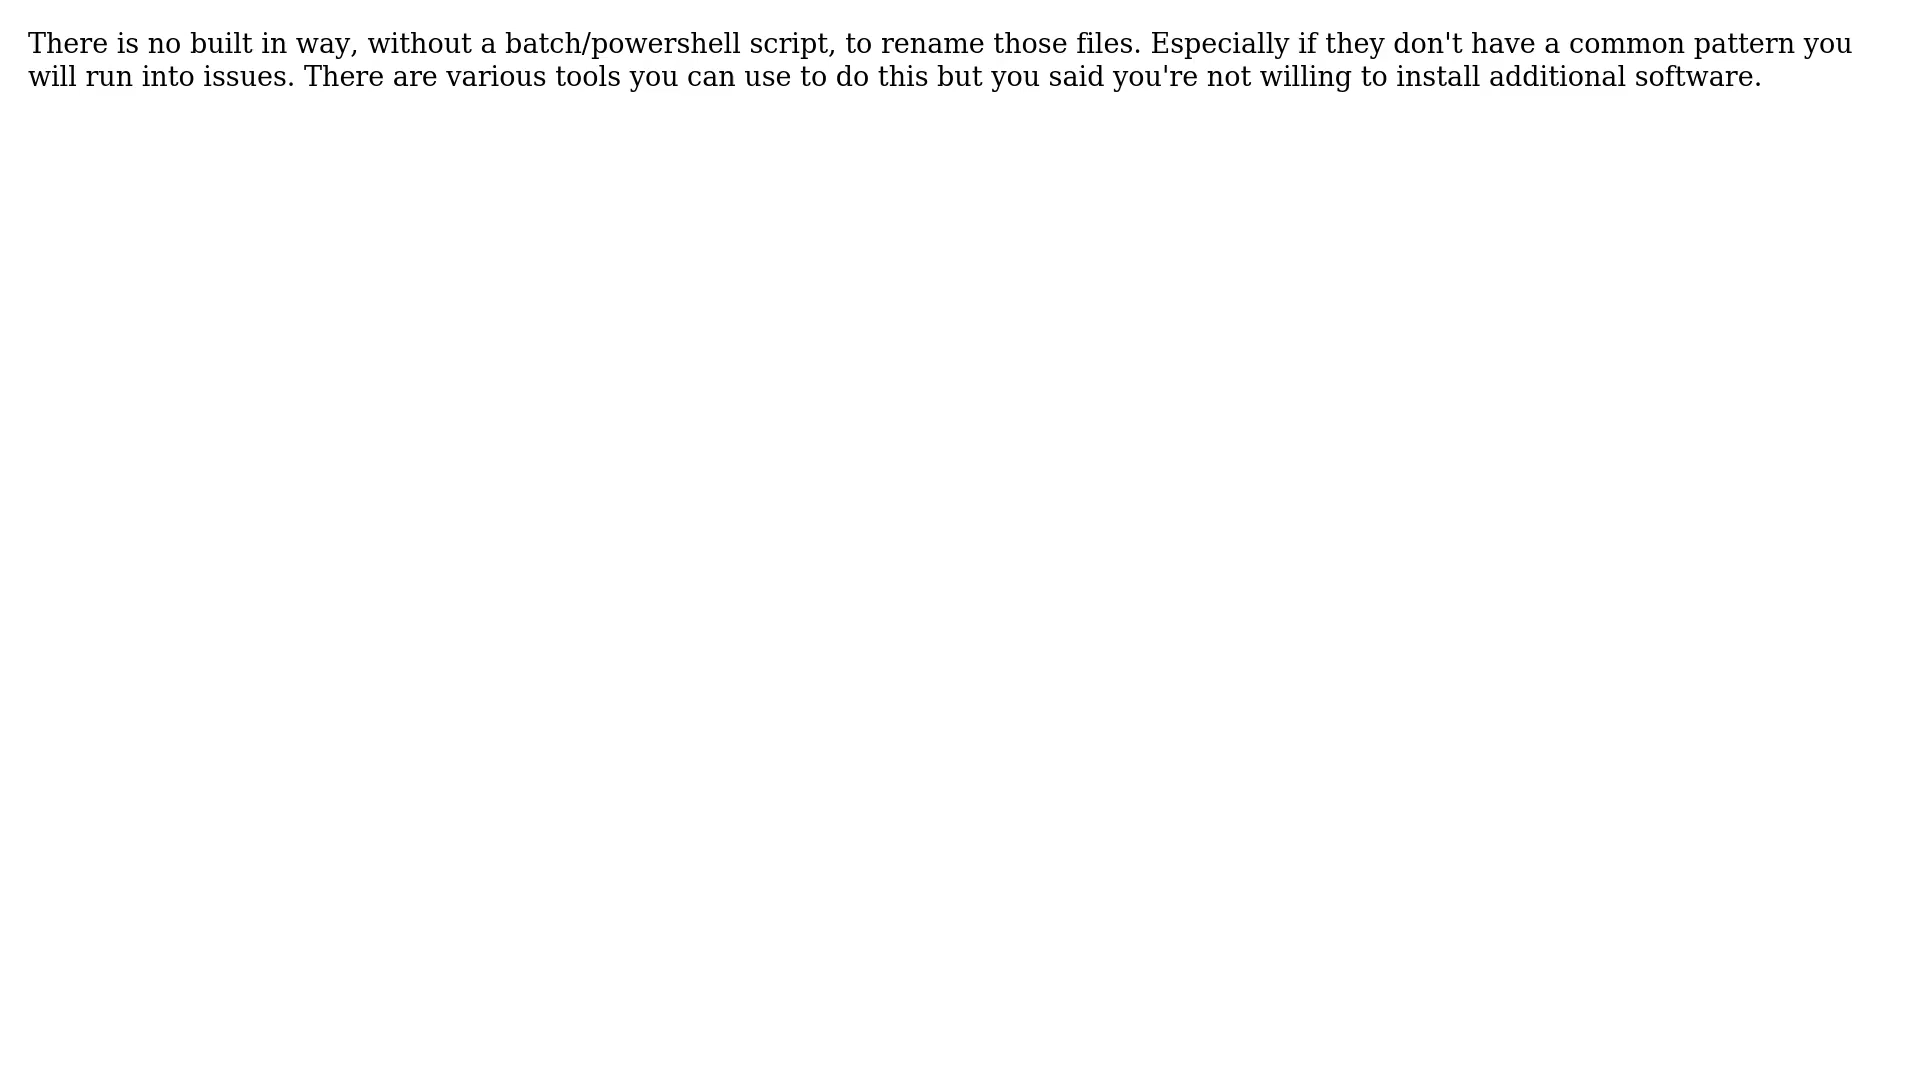 There is no built in way, without a batch/powershell script, to rename those files. Especially if they don't have a common pattern you
will run into issues. There are various tools you can use to do this but you said you're not willing to install additional software.